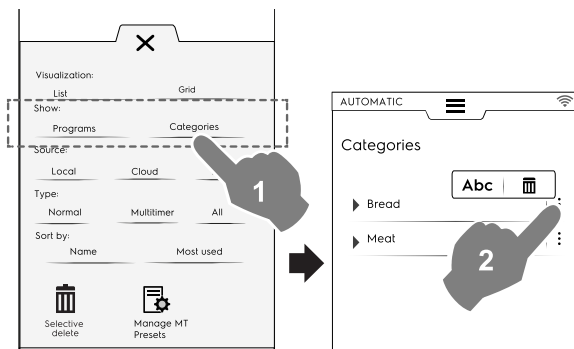 Visualization:
List Grid
Show:
Programs Categories
Source:
Local Cloud
Type:
Normal Multitimer All
Sort by:
Name Most used
Selective
delete
Manage MT
Presets
1
AUTOMATIC
Categories
Abc
Bread
Meat
2